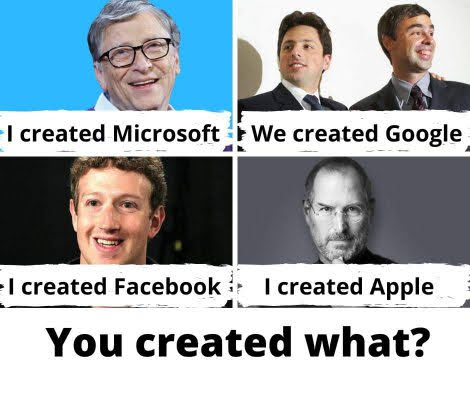 I created Microsoft
We created Google
I created Facebook
I created Apple
You created what?